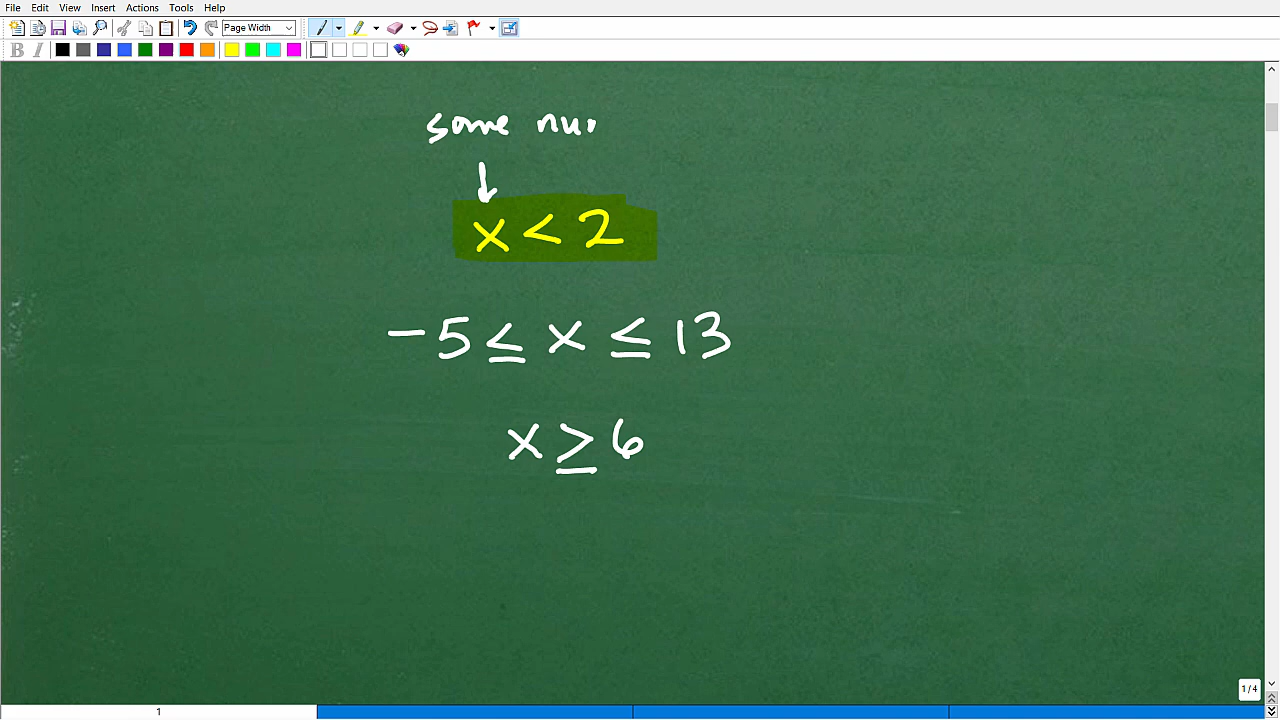 File Edit View Insert Actions Tools Help
Page Width
B I
some nu
x < 2
-5 ≤ x ≤ 13
x ≥ 6
1/4
1